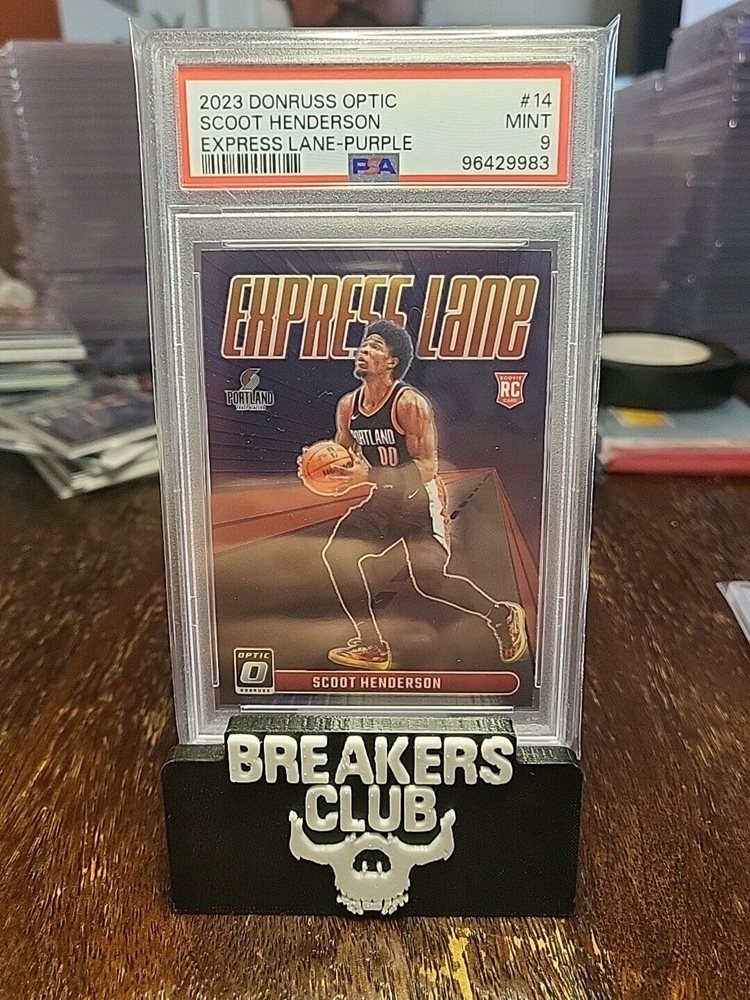 2023 DONRUSS OPTIC #14
SCOOT HENDERSON MINT
EXPRESS LANE-PURPLE 9
PSA 96429983
EXPRESS LANE
PORTLAND
ROOKIE
RC
CARD
PORTLAND
00
OPTIC
DONRUSS
SCOOT HENDERSON
BREAKERS
CLUB